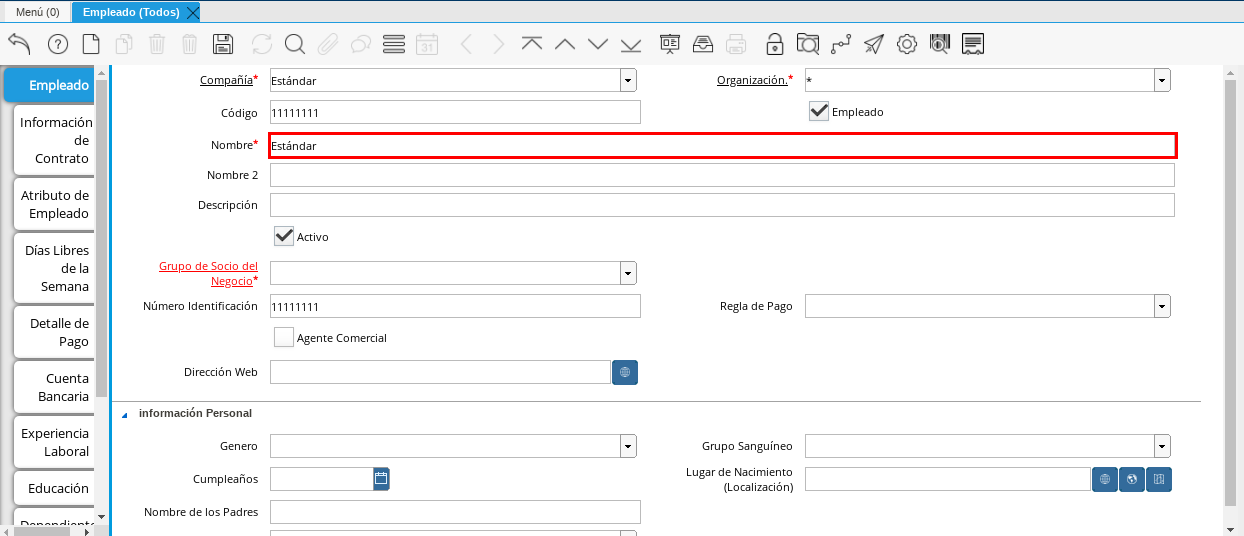 Menú (0)
Empleado (Todos)
31
Empleado
Información
de
Contrato
Atributo de
Empleado
Días Libres
de la
Semana
Detalle de
Pago
Cuenta
Bancaria
Experiencia
Laboral
Educación
Compañía*
Estándar
Organización.*
*
Código
11111111
Empleado
Nombre*
Estándar
Nombre 2
Descripción
Activo
Grupo de Socio del
Negocio*
Número Identificación
11111111
Regla de Pago
Agente Comercial
Dirección Web
información Personal
Genero
Grupo Sanguíneo
Cumpleaños
Lugar de Nacimiento
(Localización)
Nombre de los Padres